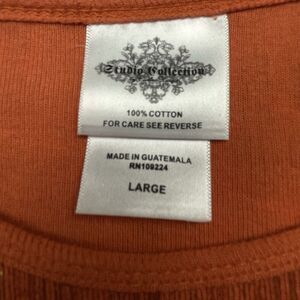 Studio Collection
100% COTTON
FOR CARE SEE REVERSE
MADE IN GUATEMALA
RN109224
LARGE